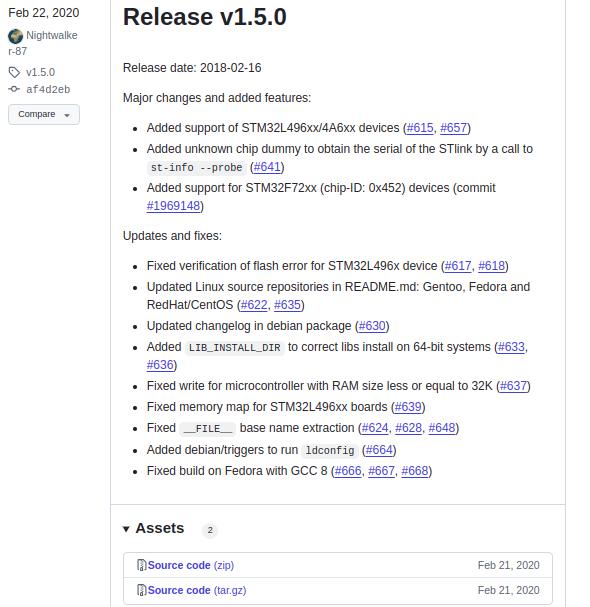 Feb 22, 2020
Nightwalke
r-87
v1.5.0
af4d2eb
Compare
Release v1.5.0
Release date: 2018-02-16
Major changes and added features:
Added support of STM32L496xx/4A6xx devices (#615, #657)
Added unknown chip dummy to obtain the serial of the STlink by a call to
st-info --probe (#641)
Added support for STM32F72xx (chip-ID: 0x452) devices (commit
#1969148)
Updates and fixes:
Fixed verification of flash error for STM32L496x device (#617, #618)
Updated Linux source repositories in README.md: Gentoo, Fedora and
RedHat/CentOS (#622, #635)
Updated changelog in debian package (#630)
Added LIB_INSTALL_DIR to correct libs install on 64-bit systems (#633,
#636)
Fixed write for microcontroller with RAM size less or equal to 32K (#637)
Fixed memory map for STM32L496xx boards (#639)
Fixed __FILE__ base name extraction (#624, #628, #648)
Added debian/triggers to run ldconfig (#664)
Fixed build on Fedora with GCC 8 (#666, #667, #668)
Assets 2
Source code (zip) Feb 21, 2020
Source code (tar.gz) Feb 21, 2020